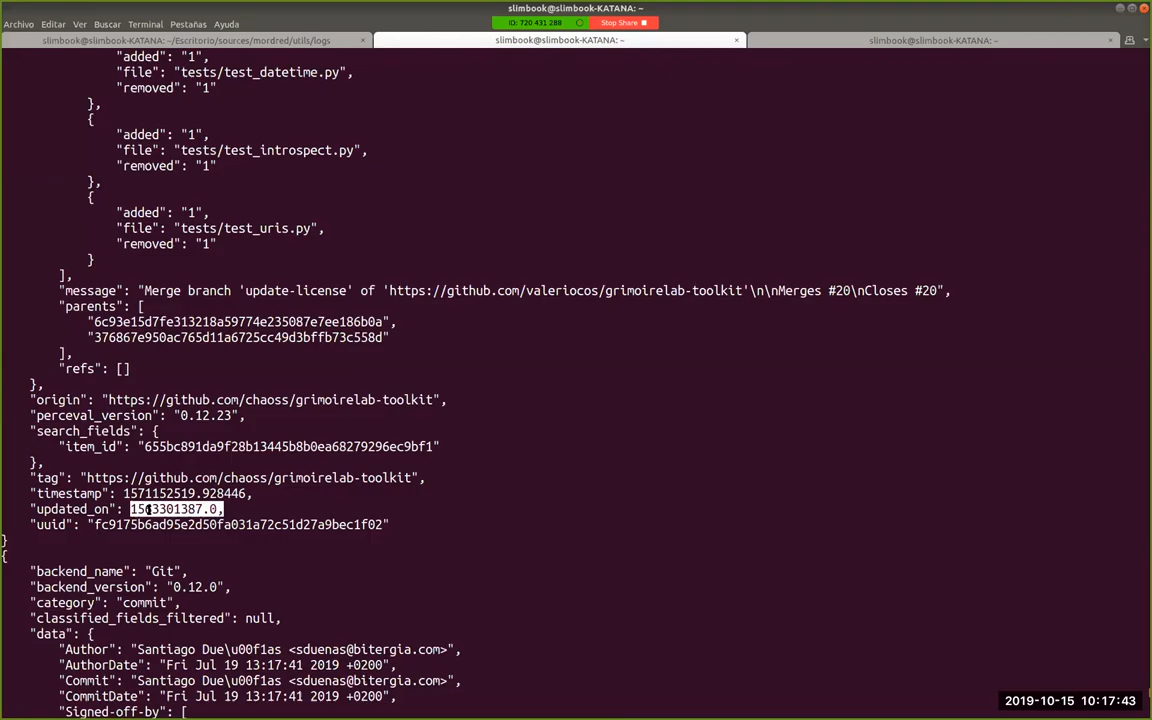 slimbook@slimbook-KATANA: ~
Archivo Editar Ver Buscar Terminal Pestañas Ayuda
ID: 720 431 288 Stop Share
slimbook@slimbook-KATANA: ~/Escritorio/sources/mordred/utils/logs × slimbook@slimbook-KATANA: ~ × slimbook@slimbook-KATANA: ~ ×
"added": "1",
"file": "tests/test_datetime.py",
"removed": "1"
},
{
"added": "1",
"file": "tests/test_introspect.py",
"removed": "1"
},
{
"added": "1",
"file": "tests/test_uris.py",
"removed": "1"
}
],
"message": "Merge branch 'update-license' of 'https://github.com/valeriocos/grimoirelab-toolkit'\n\nMerges #20\nCloses #20",
"parents": [
"6c93e15d7fe313218a59774e235087e7ee186b0a",
"376867e950ac765d11a6725cc49d3bffb73c558d"
],
"refs": []
},
"origin": "https://github.com/chaoss/grimoirelab-toolkit",
"perceval_version": "0.12.23",
"search_fields": {
"item_id": "655bc891da9f28b13445b8b0ea68279296ec9bf1"
},
"tag": "https://github.com/chaoss/grimoirelab-toolkit",
"timestamp": 1571152519.928446,
"updated_on": 1563301387.0,
"uuid": "fc9175b6ad95e2d50fa031a72c51d27a9bec1f02"
}
{
"backend_name": "Git",
"backend_version": "0.12.0",
"category": "commit",
"classified_fields_filtered": null,
"data": {
"Author": "Santiago Due\u00f1as <sduenas@bitergia.com>",
"AuthorDate": "Fri Jul 19 13:17:41 2019 +0200",
"Commit": "Santiago Due\u00f1as <sduenas@bitergia.com>",
"CommitDate": "Fri Jul 19 13:17:41 2019 +0200",
"Signed-off-by": [
2019-10-15 10:17:43